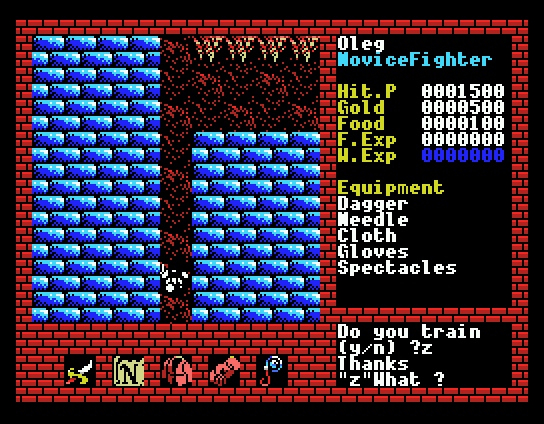 Oleg
NoviceFighter
Hit.P 0001500
Gold 0000500
Food 0000100
F.Exp 0000000
W.Exp 0000000
Equipment
Dagger
Needle
Cloth
Gloves
Spectacles
Do you train
(y/n) ?z
Thanks
"z"What ?
N